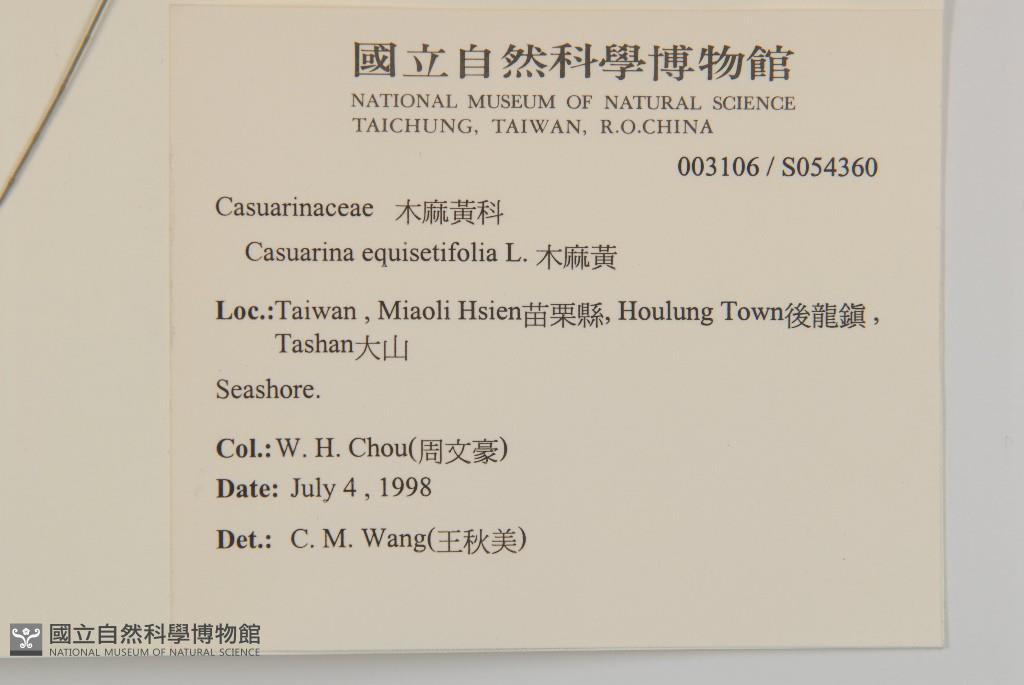 國立自然科學博物館
NATIONAL MUSEUM OF NATURAL SCIENCE
TAICHUNG, TAIWAN, R.O.CHINA
003106 / S054360
Casuarinaceae 木麻黃科
Casuarina equisetifolia L. 木麻黃
Loc.:Taiwan , Miaoli Hsien苗栗縣, Houlung Town後龍鎮 ,
Tashan大山
Seashore.
Col.: W. H. Chou(周文豪)
Date: July 4 , 1998
Det.: C. M. Wang(王秋美)
國立自然科學博物館
NATIONAL MUSEUM OF NATURAL SCIENCE